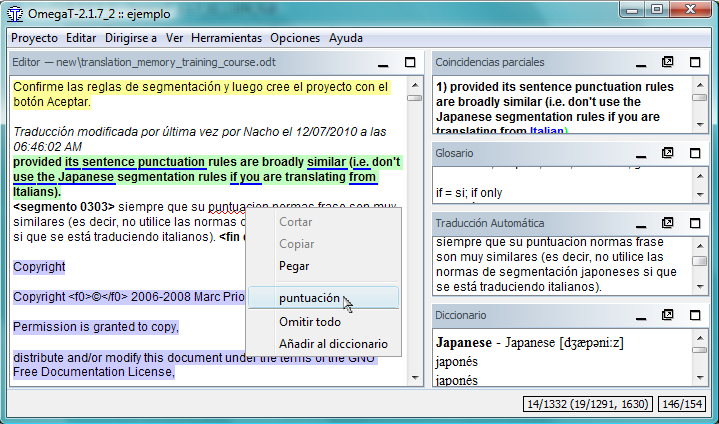 OmegaT-2.1.7_2 :: ejemplo
Proyecto Editar Dirigirse a Ver Herramientas Opciones Ayuda
Editor – new\translation_memory_training_course.odt
Confirme las reglas de segmentación y luego cree el proyecto con el
botón Aceptar.
Traducción modificada por última vez por Nacho el 12/07/2010 a las
06:46:02 AM
provided its sentence punctuation rules are broadly similar (i.e. don't
use the Japanese segmentation rules if you are translating from
Italians).
<segmento 0303> siempre que su puntuacion normas frase son muy
similares (es decir, no utilice las normas
si que se está traduciendo italianos). <fin
Copyright
Copyright <f0>©</f0> 2006-2008 Marc Prio
Permission is granted to copy,
distribute and/or modify this document under the terms of the GNU
Free Documentation License,
Cortar
Copiar
Pegar
puntuación
Omitir todo
Añadir al diccionario
Coincidencias parciales
1) provided its sentence punctuation rules
are broadly similar (i.e. don't use the
Japanese segmentation rules if you are
translating from Italian)
Glosario
if = si; if only
Traducción Automática
siempre que su puntuación normas frase
son muy similares (es decir, no utilice las
normas de segmentación japoneses si que
se está traduciendo italianos).
Diccionario
Japanese - Japanese [dʒæpəni:z]
japonés
japonés
14/1332 (19/1291, 1630) 146/154